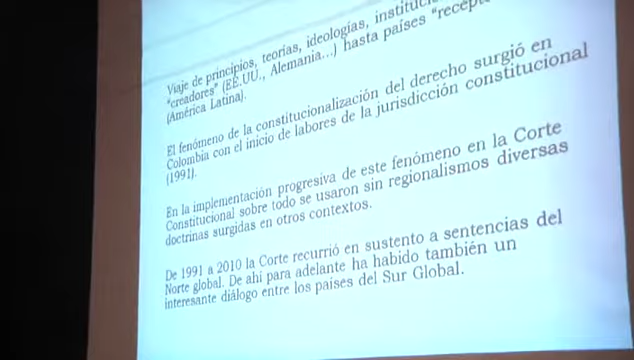 Viaje de principios, teorías, ideologías,
"creadores" (EE.UU., Alemania...) hasta países
(América Latina).
El fenómeno de la constitucionalización del derecho surgió en
Colombia con el inicio de labores de la jurisdicción constitucional
(1991).
En la implementación progresiva de este fenómeno en la Corte
Constitucional sobre todo se usaron sin regionalismos diversas
doctrinas surgidas en otros contextos.
De 1991 a 2010 la Corte recurrió en sustento a sentencias del
Norte global. De ahi para adelante ha habido también un
interesante diálogo entre los países del Sur Global.